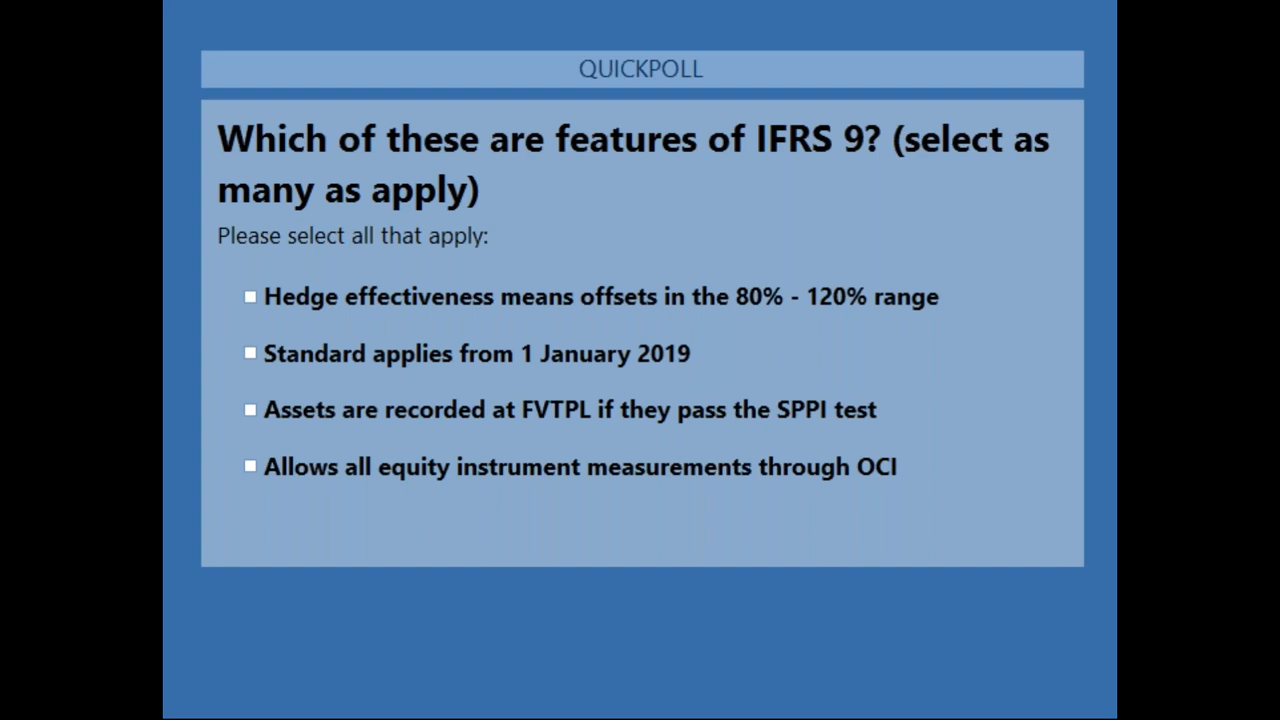 QUICKPOLL
Which of these are features of IFRS 9? (select as
many as apply)
Please select all that apply:
Hedge effectiveness means offsets in the 80% - 120% range
Standard applies from 1 January 2019
Assets are recorded at FVTPL if they pass the SPPI test
Allows all equity instrument measurements through OCI